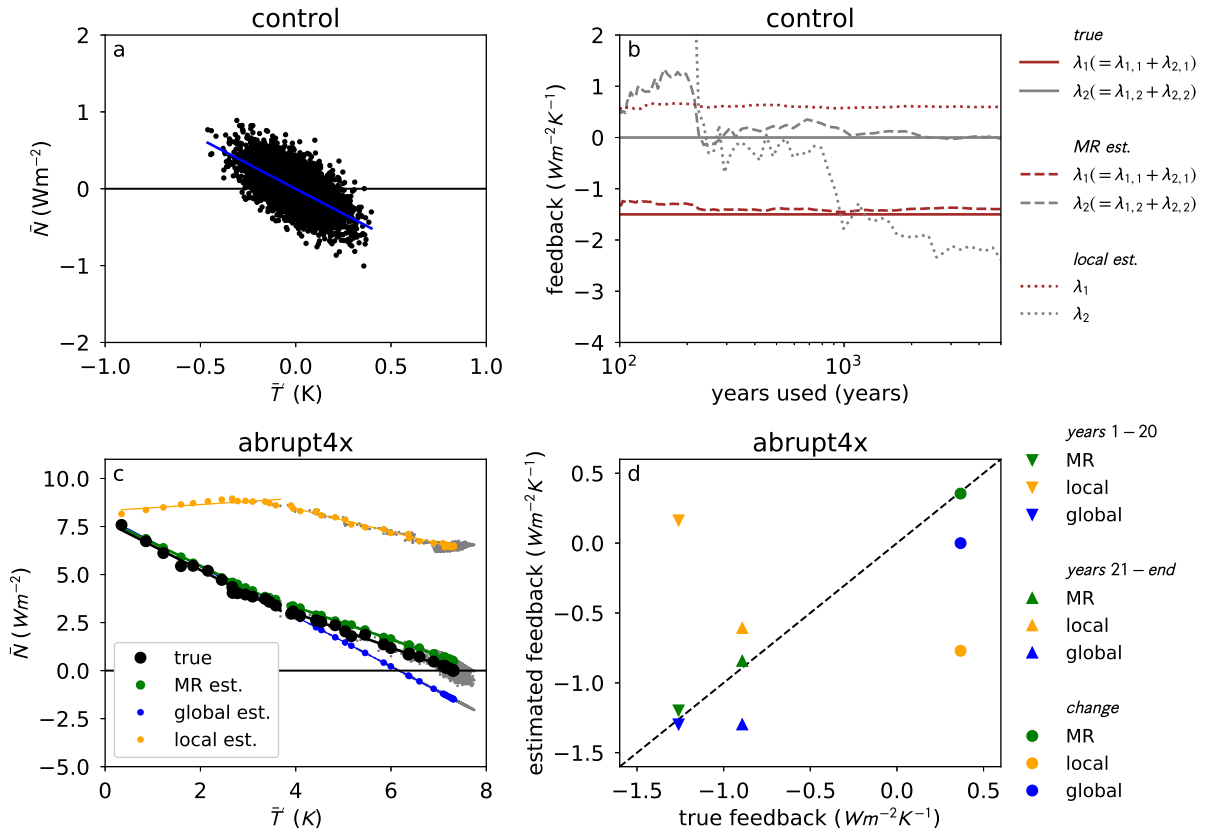 control
a
2
1
0
−1
−2
−1.0
−0.5
0.0
0.5
1.0
N̄ (Wm⁻²)
T̄′ (K)
control
b
2
1
0
−1
−2
−3
−4
10²
10³
feedback (Wm⁻²K⁻¹)
years used (years)
true
λ₁(= λ₁,₁ + λ₂,₁)
λ₂(= λ₁,₂ + λ₂,₂)
MR est.
λ₁(= λ₁,₁ + λ₂,₁)
λ₂(= λ₁,₂ + λ₂,₂)
local est.
λ₁
λ₂
abrupt4x
c
10.0
7.5
5.0
2.5
0.0
−2.5
−5.0
0
2
4
6
8
N̄ (Wm⁻²)
T̄′ (K)
true
MR est.
global est.
local est.
abrupt4x
d
0.5
0.0
−0.5
−1.0
−1.5
−1.5
−1.0
−0.5
0.0
0.5
estimated feedback (Wm⁻²K⁻¹)
true feedback (Wm⁻²K⁻¹)
years 1 − 20
MR
local
global
years 21 − end
MR
local
global
change
MR
local
global